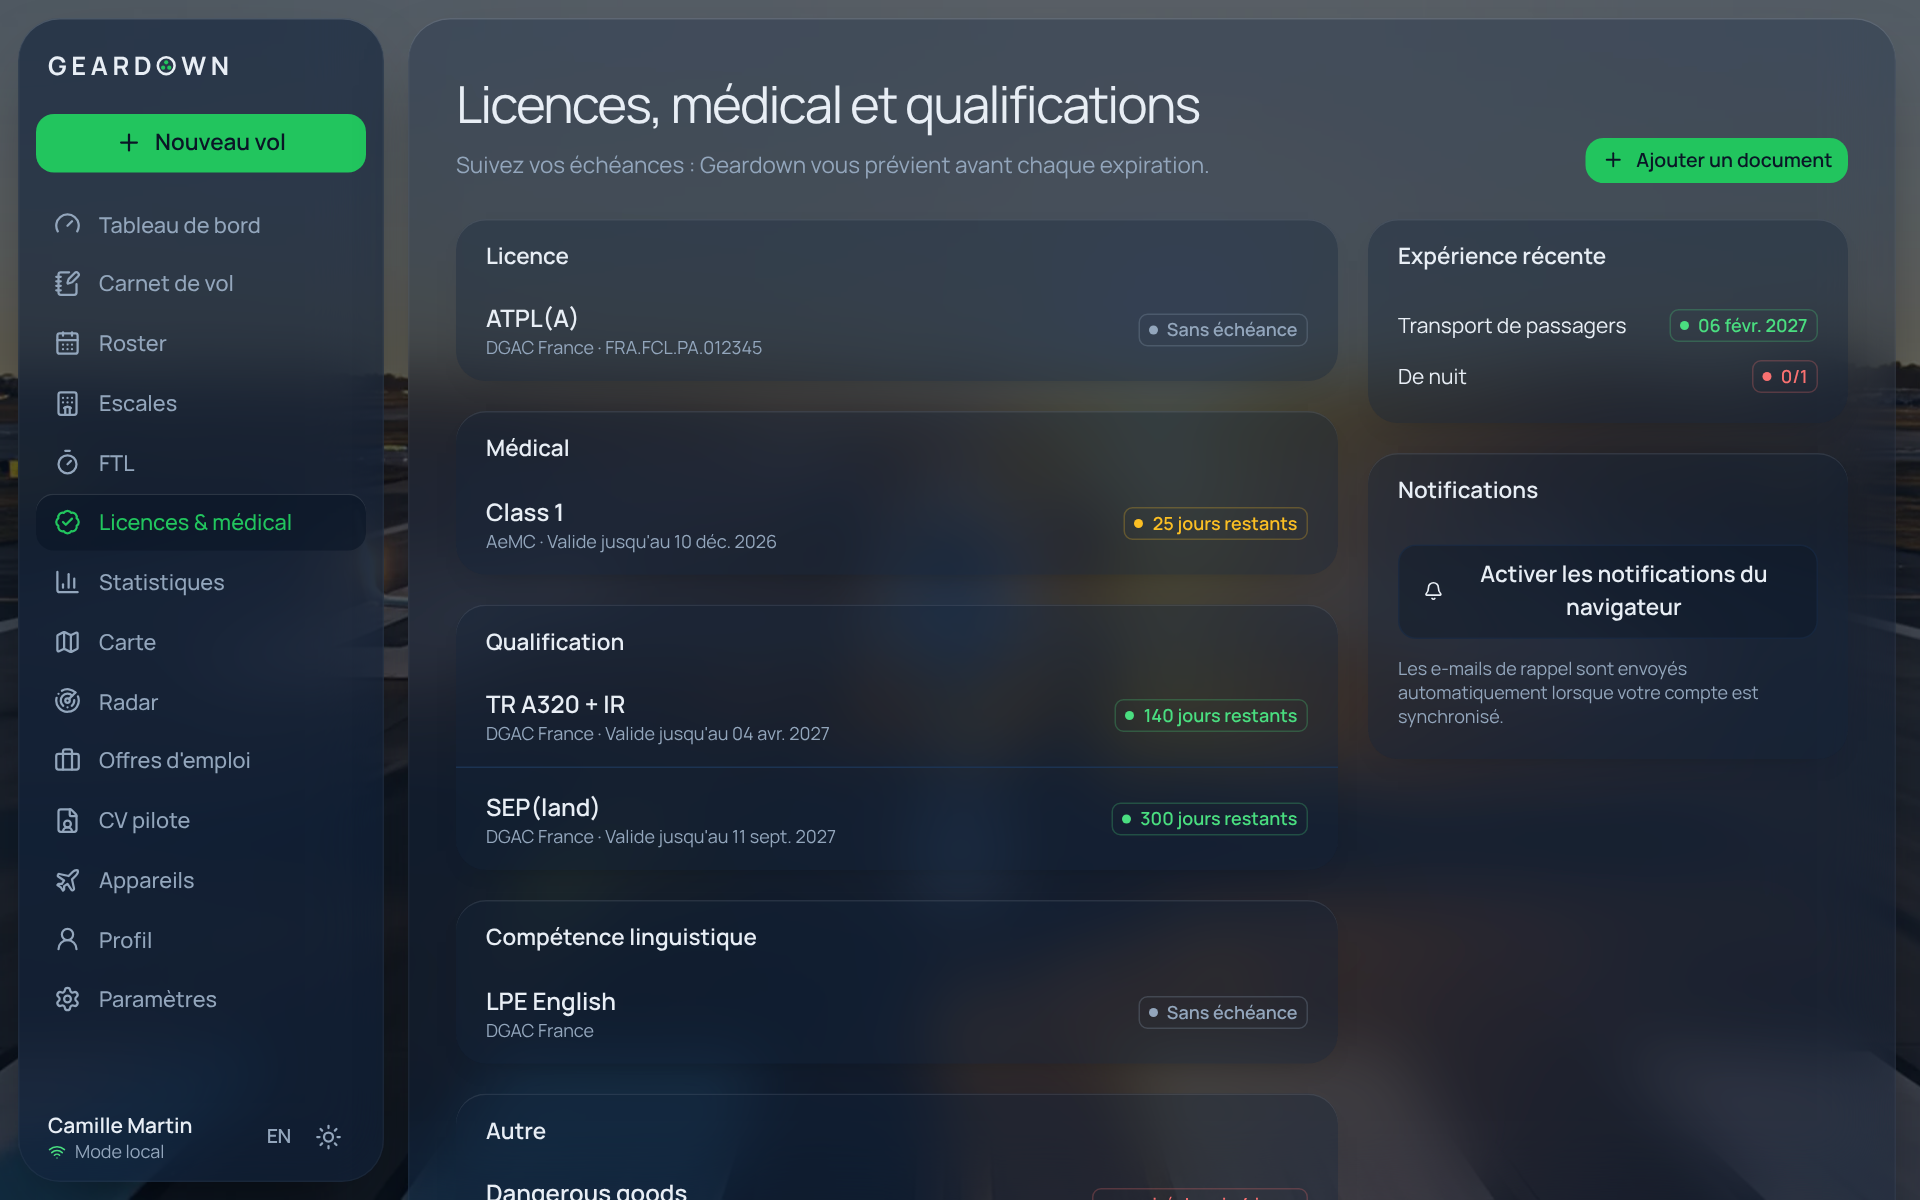 GEARDOWN
Nouveau vol
Tableau de bord
Carnet de vol
Roster
Escales
FTL
Licences & médical
Statistiques
Carte
Radar
Offres d'emploi
CV pilote
Appareils
Profil
Paramètres
Camille Martin
Mode local
EN
Licences, médical et qualifications
Suivez vos échéances : Geardown vous prévient avant chaque expiration.
Ajouter un document
Licence
ATPL(A)
DGAC France · FRA.FCL.PA.012345
Sans échéance
Médical
Class 1
AeMC · Valide jusqu'au 10 déc. 2026
25 jours restants
Qualification
TR A320 + IR
DGAC France · Valide jusqu'au 04 avr. 2027
140 jours restants
SEP(land)
DGAC France · Valide jusqu'au 11 sept. 2027
300 jours restants
Compétence linguistique
LPE English
DGAC France
Sans échéance
Autre
Dangerous goods
Expérience récente
Transport de passagers
06 févr. 2027
De nuit
0/1
Notifications
Activer les notifications du
navigateur
Les e-mails de rappel sont envoyés
automatiquement lorsque votre compte est
synchronisé.